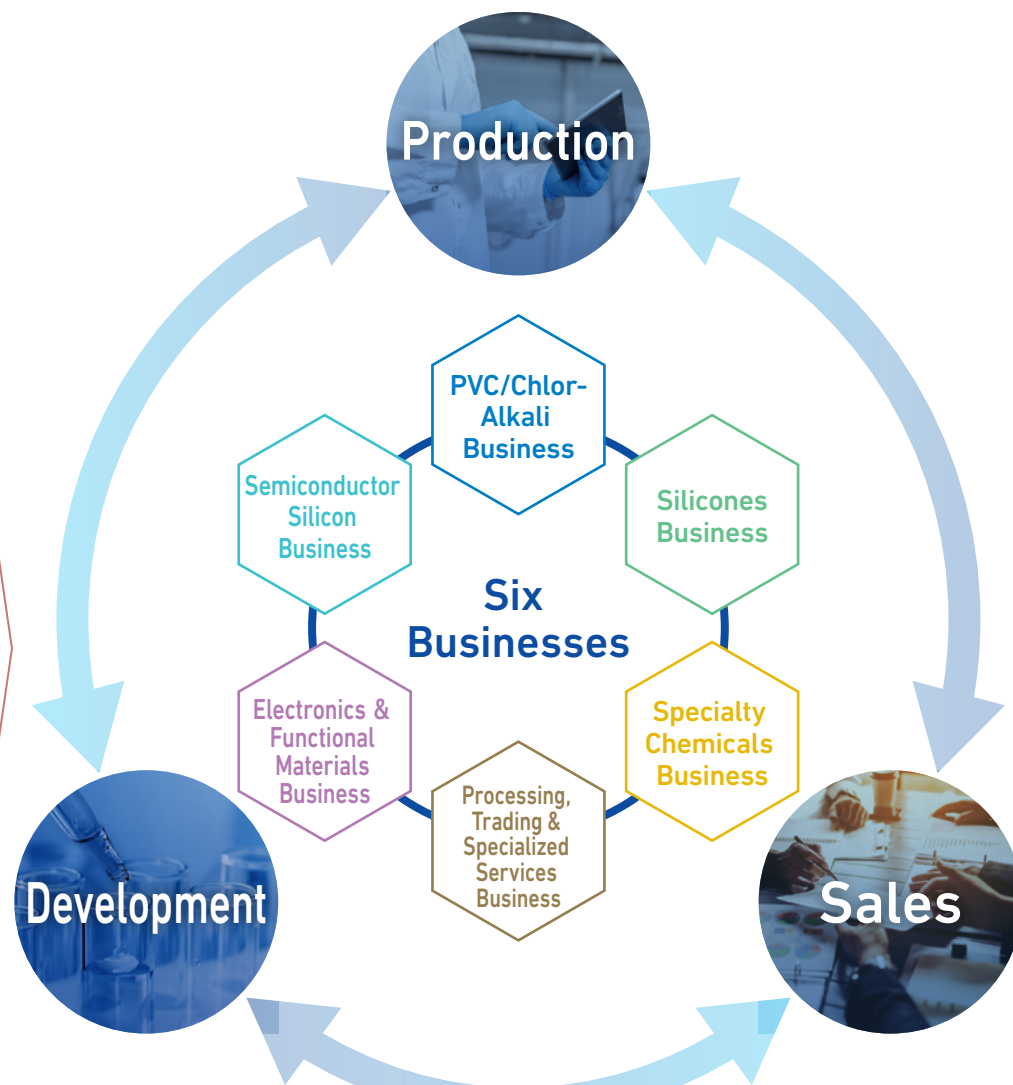 Production
PVC/Chlor-
Alkali
Business
Semiconductor
Silicon
Business
Silicones
Business
Six
Businesses
Electronics &
Functional
Materials
Business
Specialty
Chemicals
Business
Processing,
Trading &
Specialized
Services
Business
Development
Sales